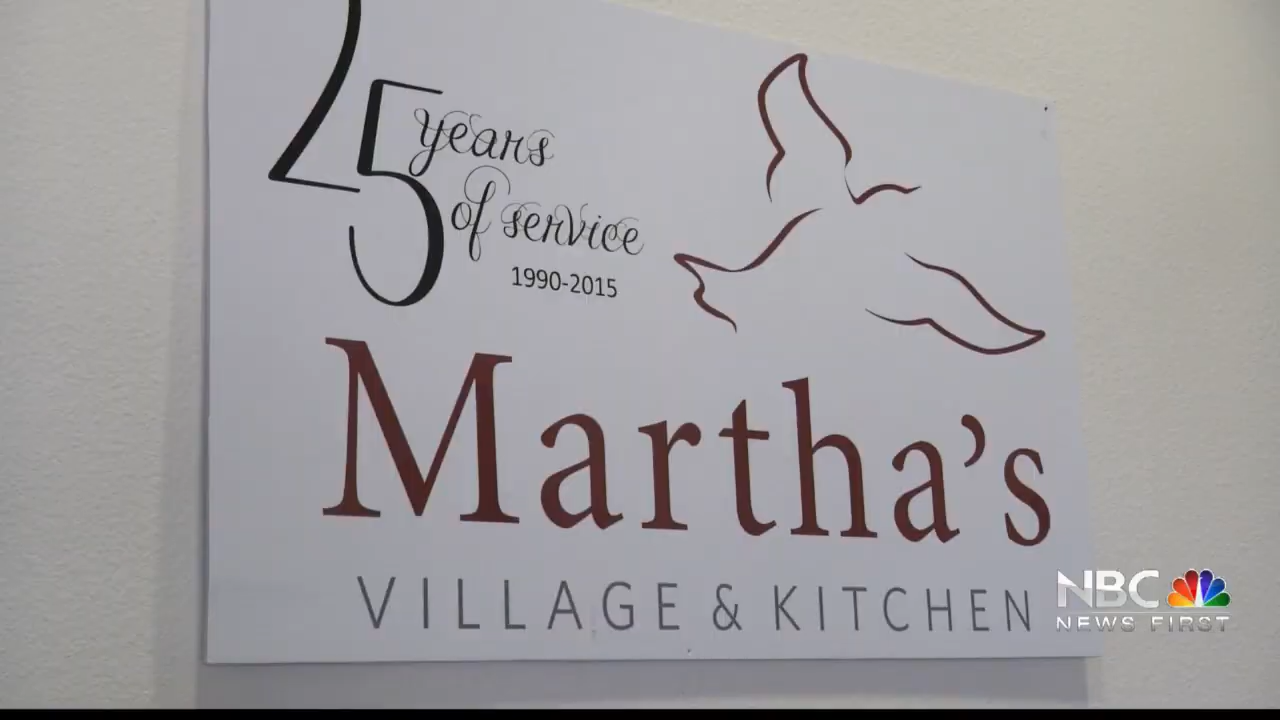 25 years
of service
1990-2015
Martha's
VILLAGE & KITCHEN
NBC
NEWS FIRST